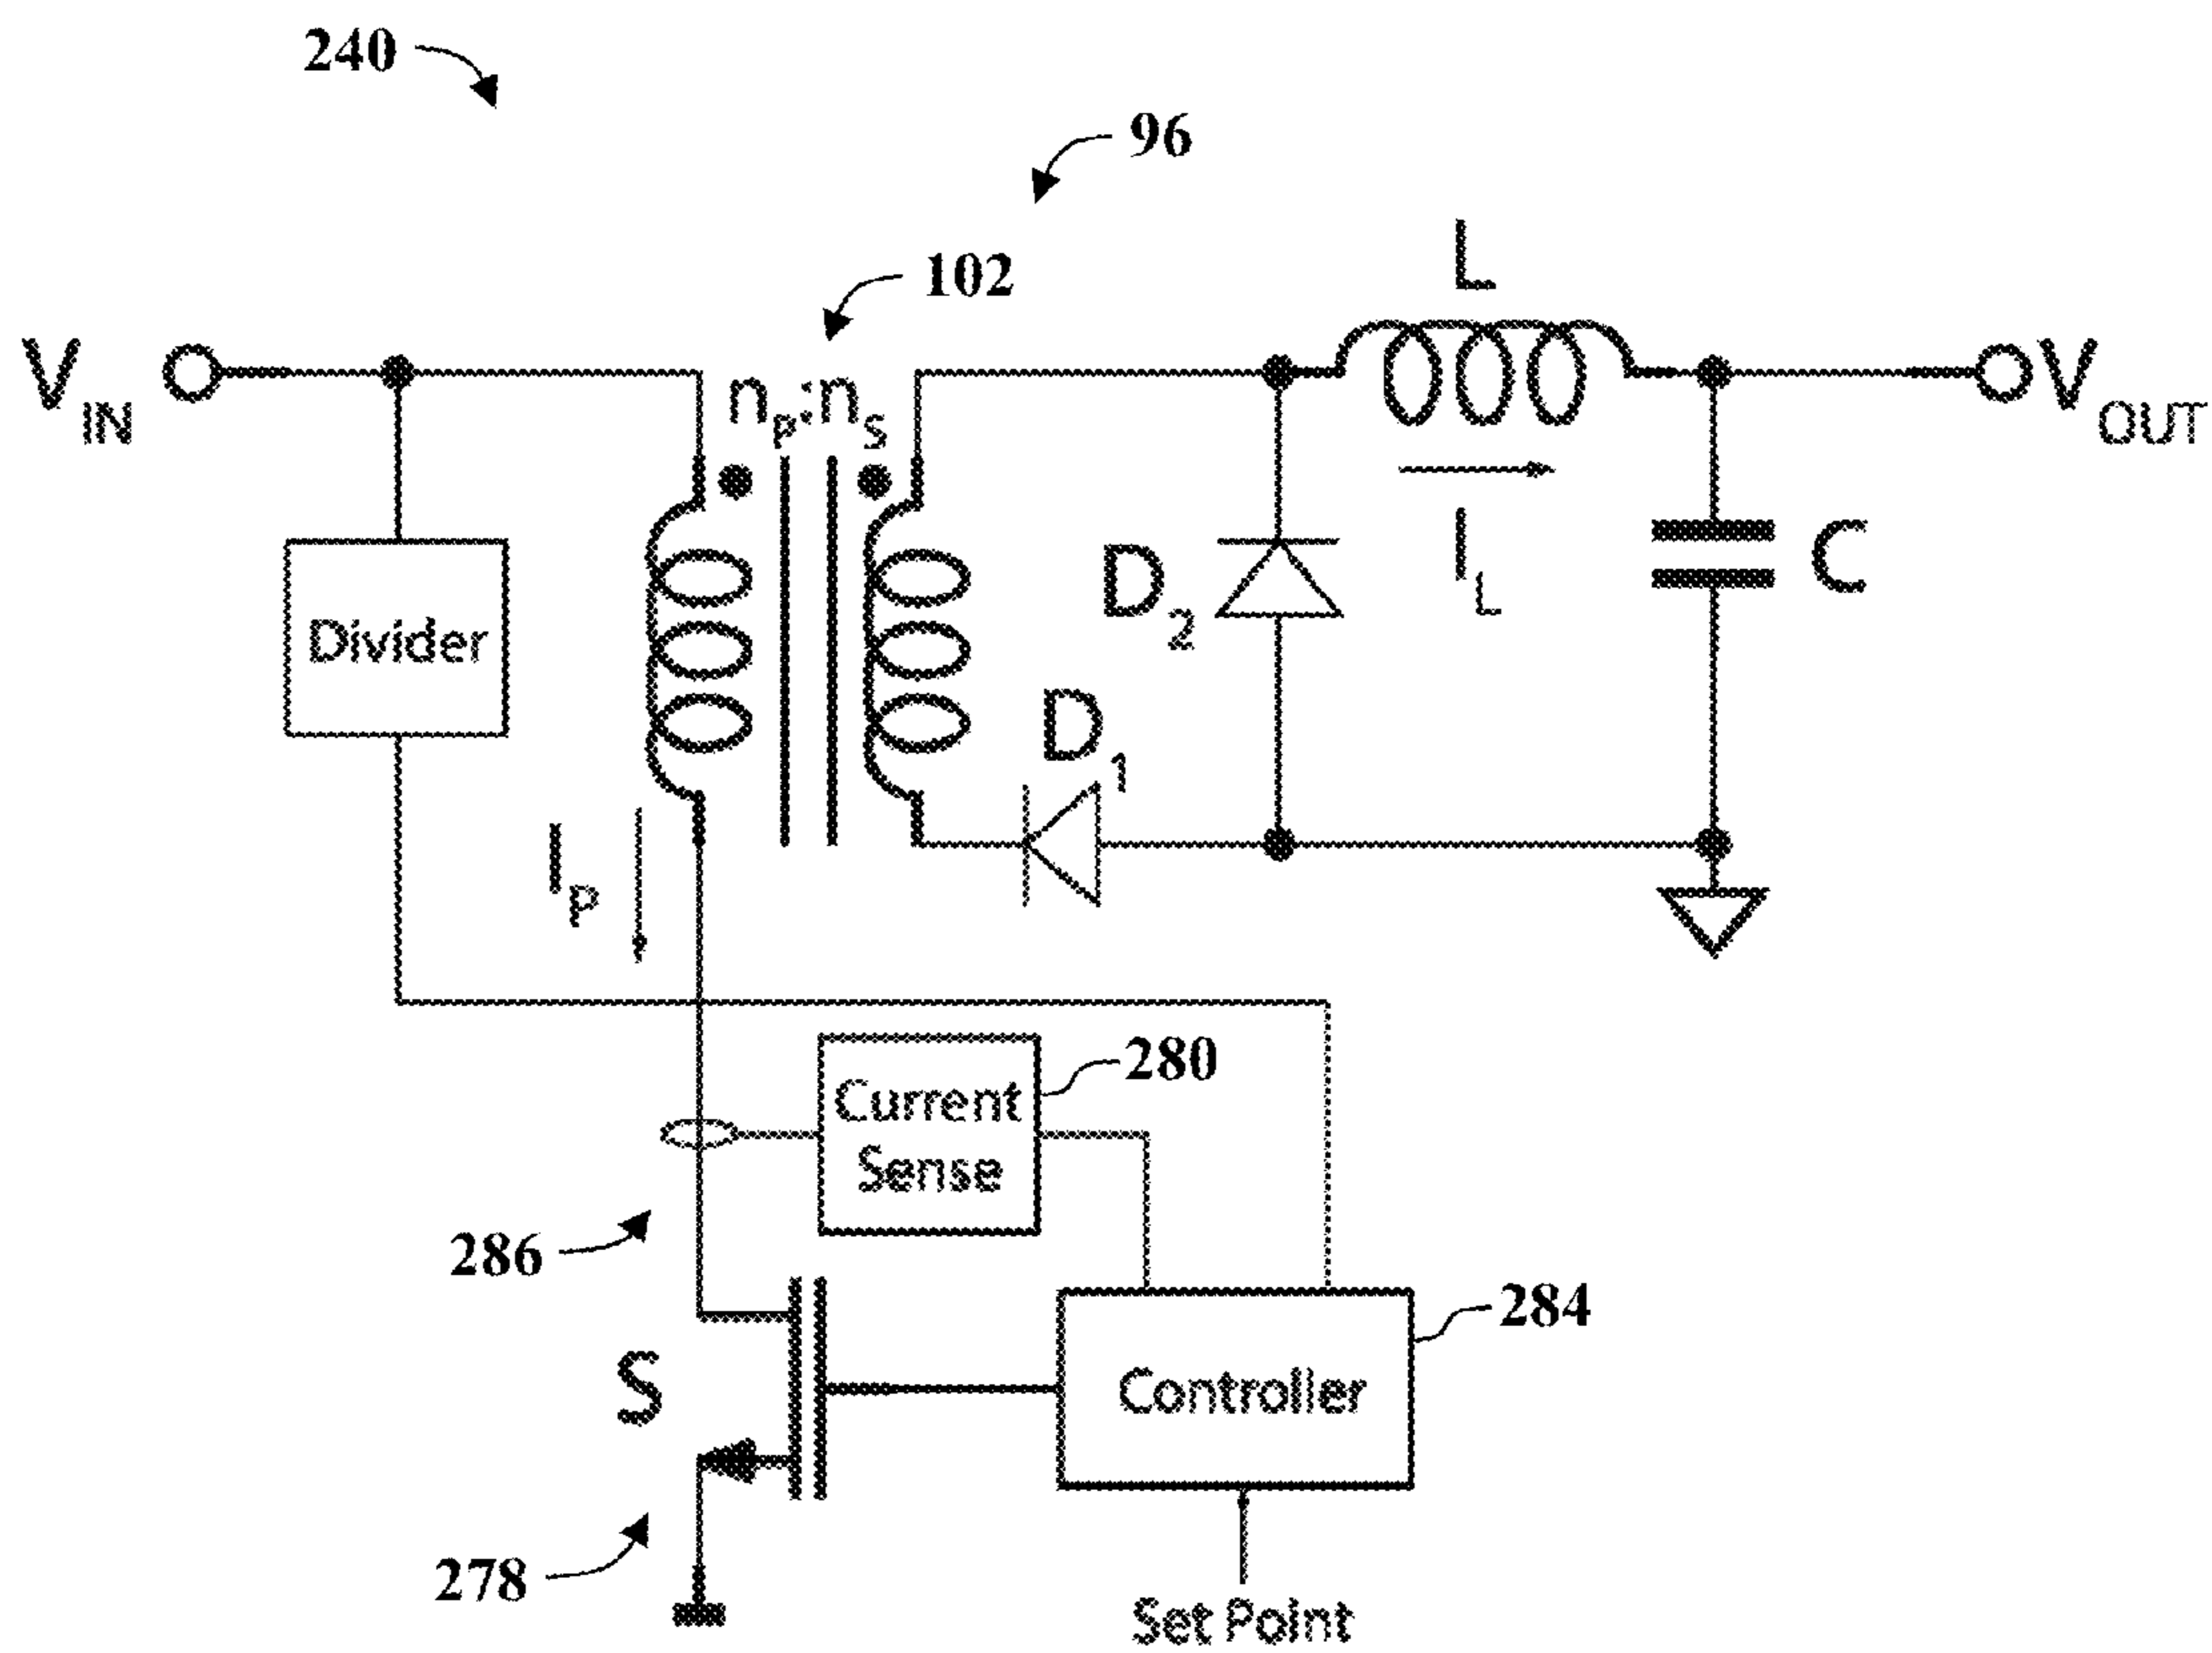 240
96
102
L
V_IN
n_P:n_S
V_OUT
I_L
C
D_2
Divider
D_1
I_P
280
Current
Sense
286
284
S
Controller
278
Set Point